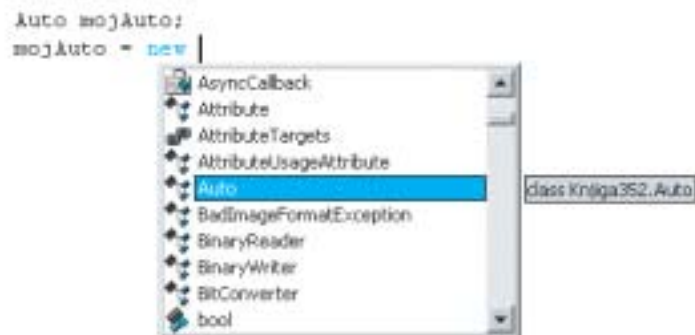 Auto mojAuto;
mojAuto = new
AsyncCallback
Attribute
AttributeTargets
AttributeUsageAttribute
Auto
class Knjiga352.Auto
BadImageFormatException
BinaryReader
BinaryWriter
BitConverter
bool